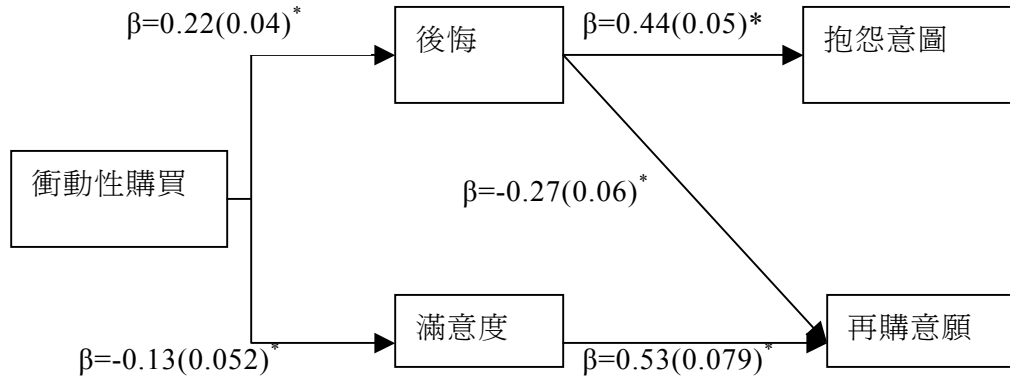 β=0.22(0.04)*
後悔
β=0.44(0.05)*
抱怨意圖
衝動性購買
β=-0.27(0.06)*
滿意度
再購意願
β=-0.13(0.052)*
β=0.53(0.079)*